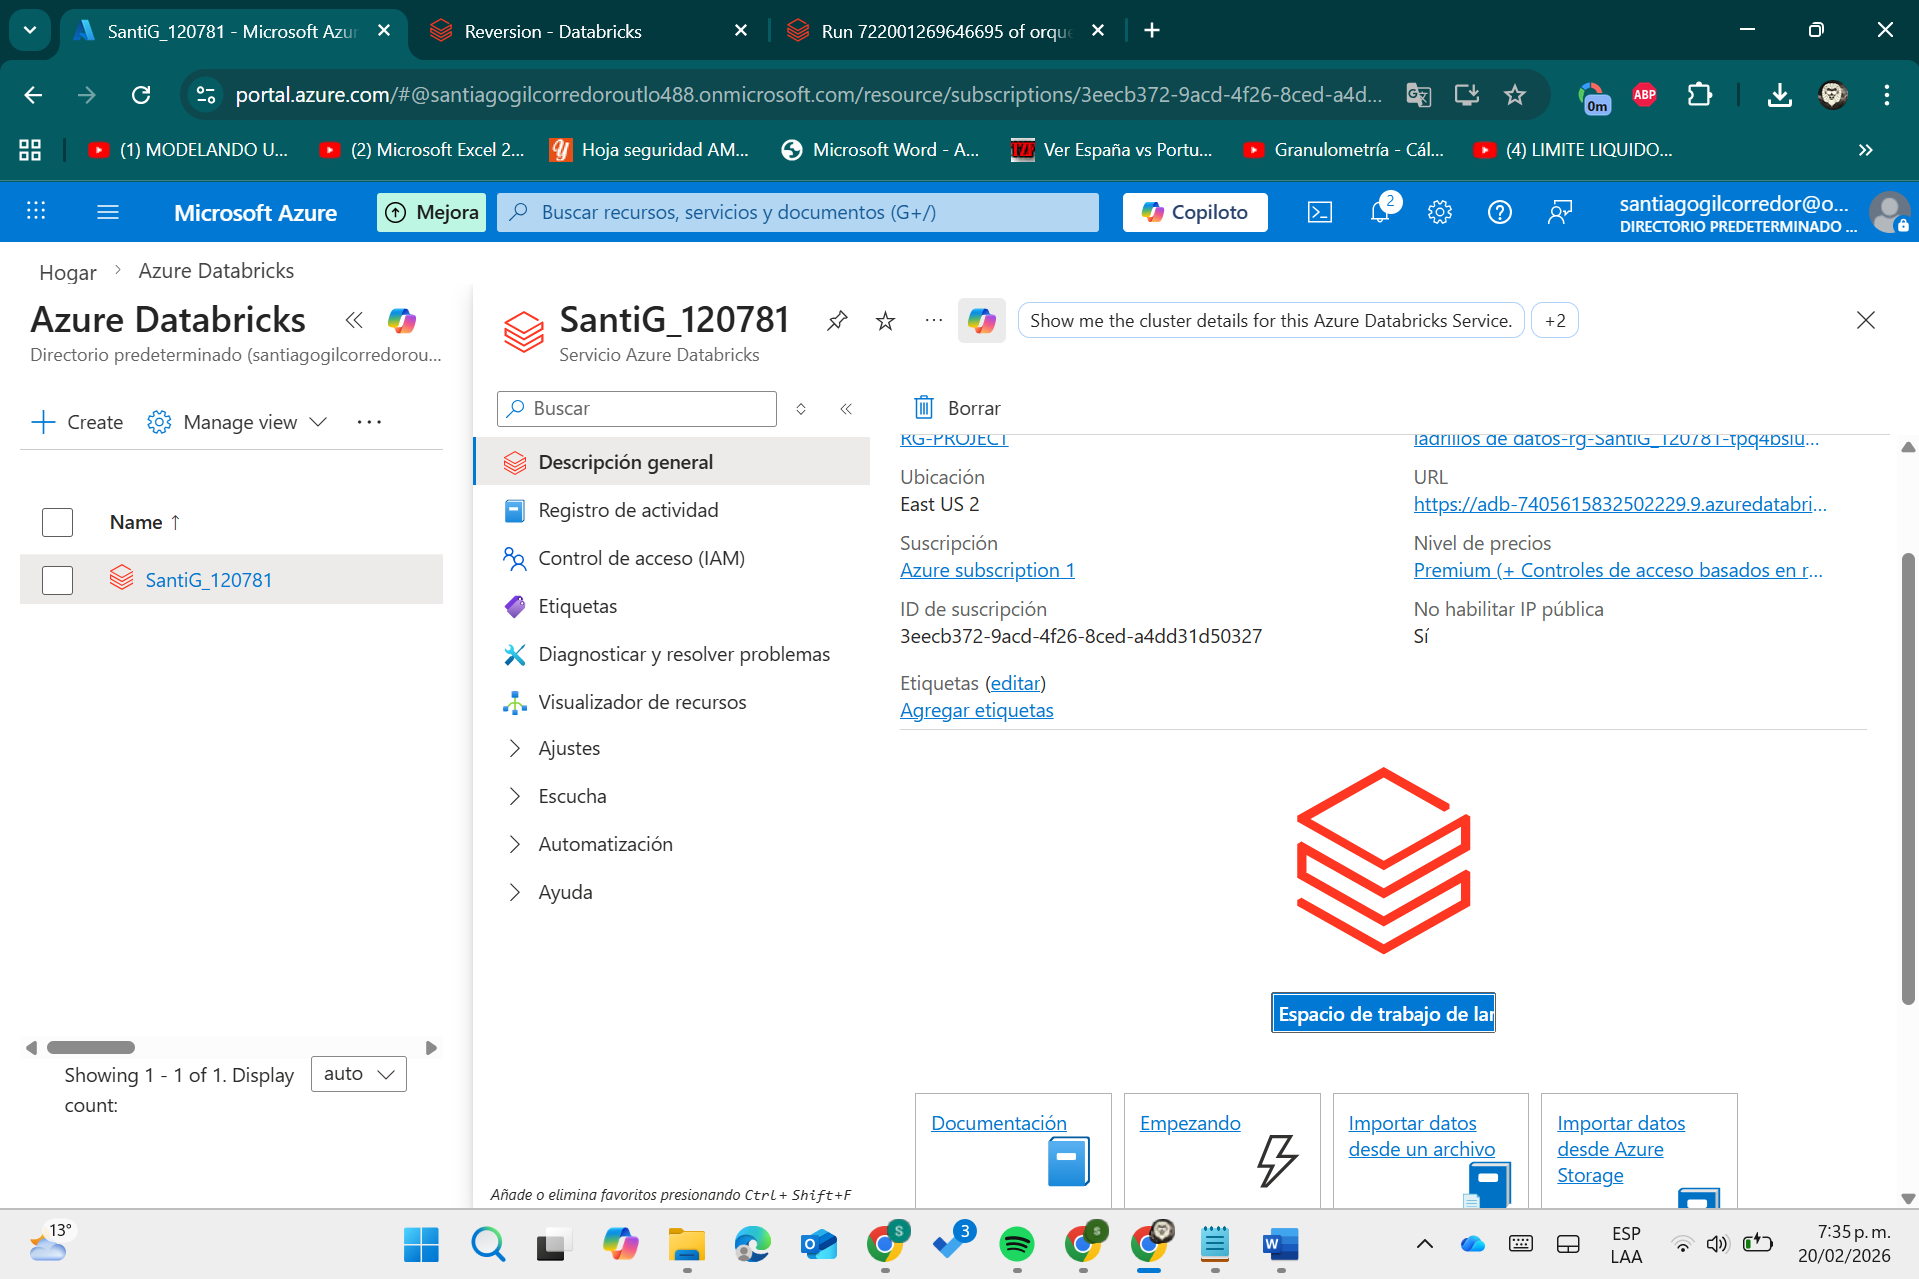 SantiG_120781 - Microsoft Azur
Reversion - Databricks
Run 722001269646695 of orque
portal.azure.com/#@santiagogilcorredoroutlo488.onmicrosoft.com/resource/subscriptions/3eecb372-9acd-4f26-8ced-a4d...
0m
ABP
(1) MODELANDO U...
(2) Microsoft Excel 2...
Hoja seguridad AM...
Microsoft Word - A...
Ver España vs Portu...
Granulometría - Cál...
(4) LIMITE LIQUIDO...
Microsoft Azure
Mejora
Buscar recursos, servicios y documentos (G+/)
Copiloto
2
santiagogilcorredor@o...
DIRECTORIO PREDETERMINADO ...
Hogar
Azure Databricks
Azure Databricks
Directorio predeterminado (santiagogilcorredorou...
Create
Manage view
Name ↑
SantiG_120781
Showing 1 - 1 of 1. Display count:
auto
SantiG_120781
Servicio Azure Databricks
Show me the cluster details for this Azure Databricks Service.
+2
Buscar
Descripción general
Registro de actividad
Control de acceso (IAM)
Etiquetas
Diagnosticar y resolver problemas
Visualizador de recursos
Ajustes
Escucha
Automatización
Ayuda
Añade o elimina favoritos presionando Ctrl+ Shift+F
Borrar
RG-PROJECT
ladrillos de datos-rg-SantiG_120781-tpq4bslu...
Ubicación
East US 2
URL
https://adb-7405615832502229.9.azuredatabri...
Suscripción
Azure subscription 1
Nivel de precios
Premium (+ Controles de acceso basados en r...
ID de suscripción
3eecb372-9acd-4f26-8ced-a4dd31d50327
No habilitar IP pública
Sí
Etiquetas (editar)
Agregar etiquetas
Espacio de trabajo de lar
Documentación
Empezando
Importar datos desde un archivo
Importar datos desde Azure Storage
13°
3
ESP
LAA
7:35 p. m.
20/02/2026